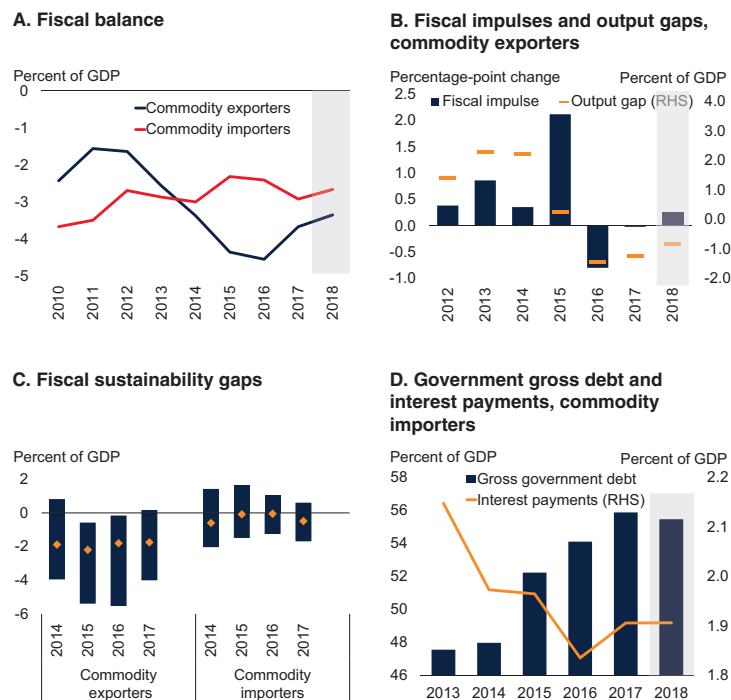 A. Fiscal balance
Percent of GDP
0
-1
-2
-3
-4
-5
Commodity exporters
Commodity importers
2010 2011 2012 2013 2014 2015 2016 2017 2018
B. Fiscal impulses and output gaps,
commodity exporters
Percentage-point change
Percent of GDP
2.5
2.0
1.5
1.0
0.5
0.0
-0.5
-1.0
Fiscal impulse
Output gap (RHS)
4.0
3.0
2.0
1.0
0.0
-1.0
-2.0
2012 2013 2014 2015 2016 2017 2018
C. Fiscal sustainability gaps
Percent of GDP
2
0
-2
-4
-6
2014 2015 2016 2017 2014 2015 2016 2017
Commodity
exporters
Commodity
importers
D. Government gross debt and
interest payments, commodity
importers
Percent of GDP
Percent of GDP
58
56
54
52
50
48
46
Gross government debt
Interest payments (RHS)
2.2
2.1
2.0
1.9
1.8
2013 2014 2015 2016 2017 2018